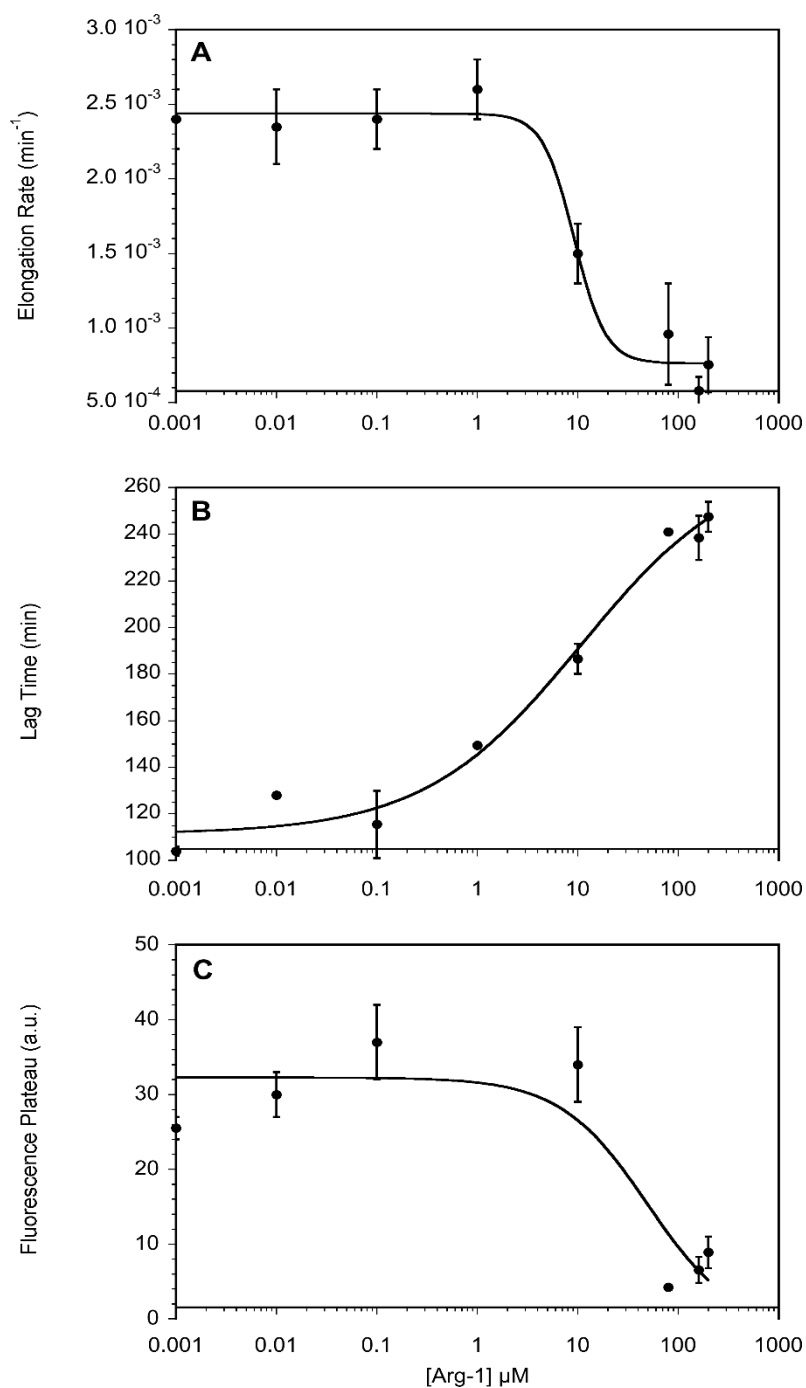 A
Elongation Rate (min-1)
3.0 10-3
2.5 10-3
2.0 10-3
1.5 10-3
1.0 10-3
5.0 10-4
0.001 0.01 0.1 1 10 100 1000
B
Lag Time (min)
260
240
220
200
180
160
140
120
100
0.001 0.01 0.1 1 10 100 1000
C
Fluorescence Plateau (a.u.)
50
40
30
20
10
0
0.001 0.01 0.1 1 10 100 1000
[Arg-1] µM